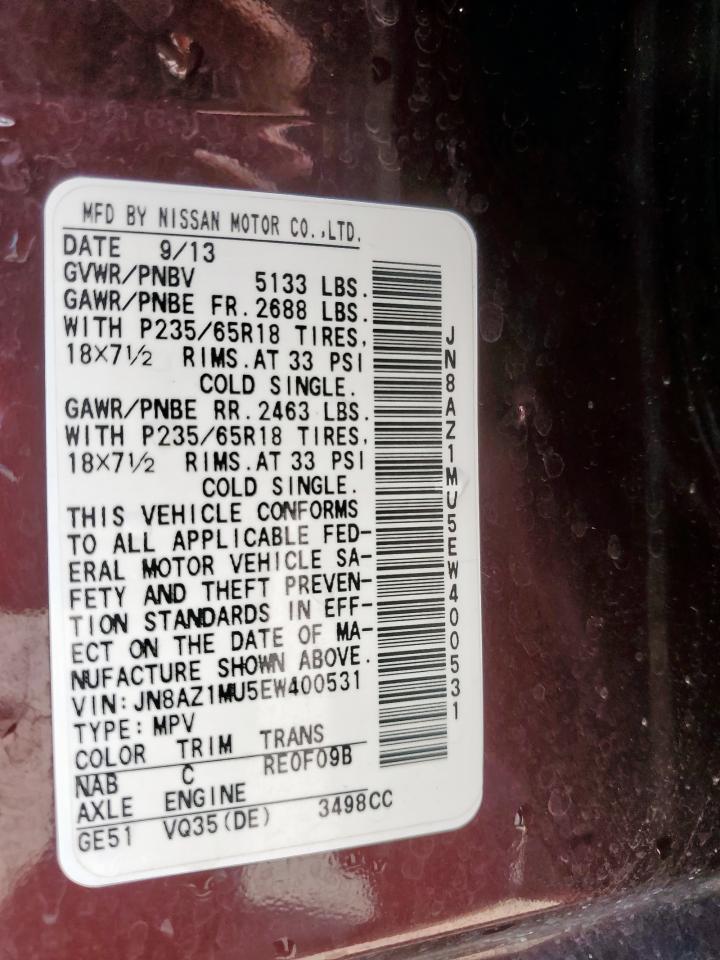 MFD BY NISSAN MOTOR CO.,LTD.
DATE 9/13
GVWR/PNBV 5133 LBS.
GAWR/PNBE FR.2688 LBS.
WITH P235/65R18 TIRES,
18×7½ RIMS.AT 33 PSI
COLD SINGLE.
GAWR/PNBE RR.2463 LBS.
WITH P235/65R18 TIRES,
18×7½ RIMS.AT 33 PSI
COLD SINGLE.
THIS VEHICLE CONFORMS
TO ALL APPLICABLE FED-
ERAL MOTOR VEHICLE SA-
FETY AND THEFT PREVEN-
TION STANDARDS IN EFF-
ECT ON THE DATE OF MA-
NUFACTURE SHOWN ABOVE.
VIN:JN8AZ1MU5EW400531
TYPE:MPV
COLOR TRIM TRANS
NAB C RE0F09B
AXLE ENGINE
GE51 VQ35(DE) 3498CC
JN8AZ1MU5EW400531